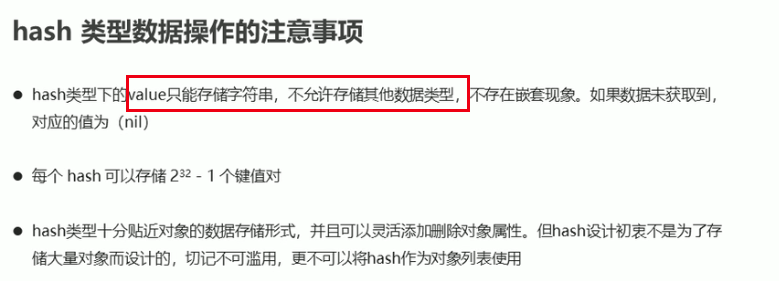 hash 类型数据操作的注意事项
● hash类型下的value只能存储字符串，不允许存储其他数据类型，不存在嵌套现象。如果数据未获取到，
对应的值为（nil）
● 每个 hash 可以存储 2³² - 1 个键值对
● hash类型十分贴近对象的数据存储形式，并且可以灵活添加删除对象属性。但hash设计初衷不是为了存
储大量对象而设计的，切记不可滥用，更不可以将hash作为对象列表使用